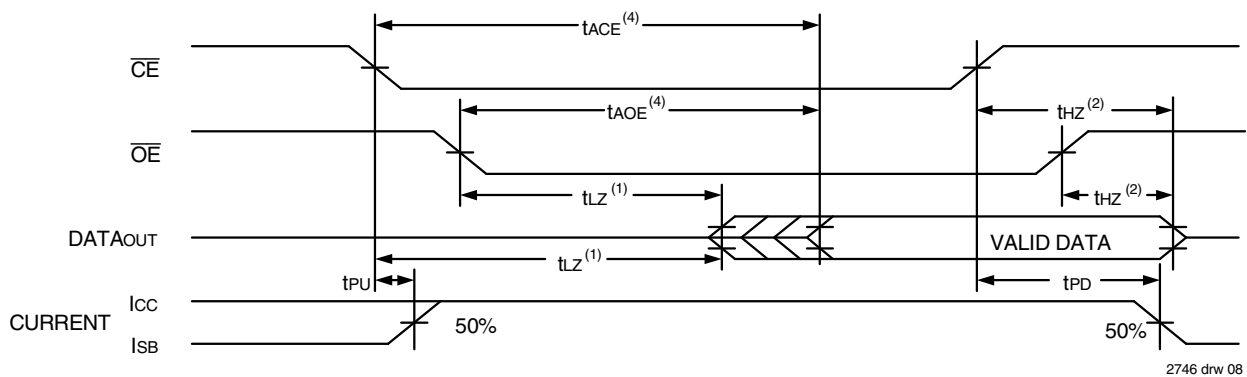 tACE (4)
CE
tAOE (4)
tHZ (2)
OE
tLZ (1)
tHZ (2)
DATAOUT
VALID DATA
tLZ (1)
tPU
tPD
ICC
CURRENT
50%
50%
ISB
2746 drw 08